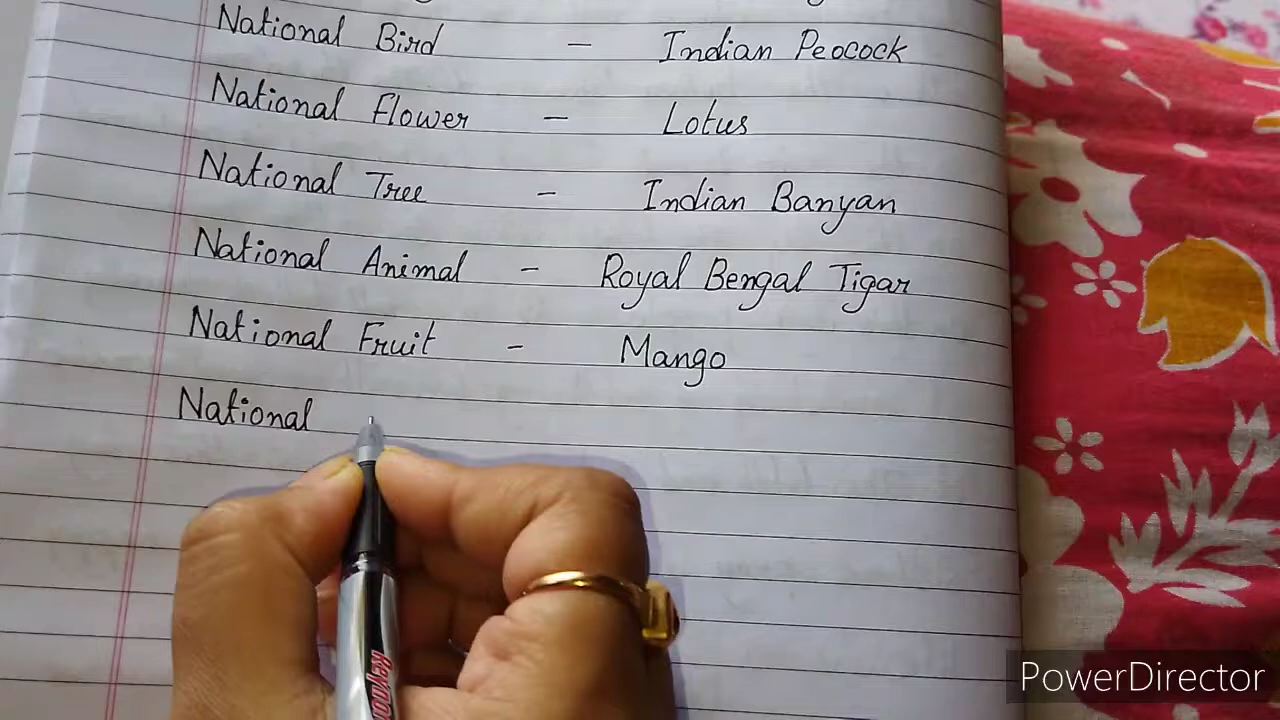 National Bird - Indian Peocock
National Flower - Lotus
National Tree - Indian Banyan
National Animal - Royal Bengal Tigar
National Fruit - Mango
National
PowerDirector